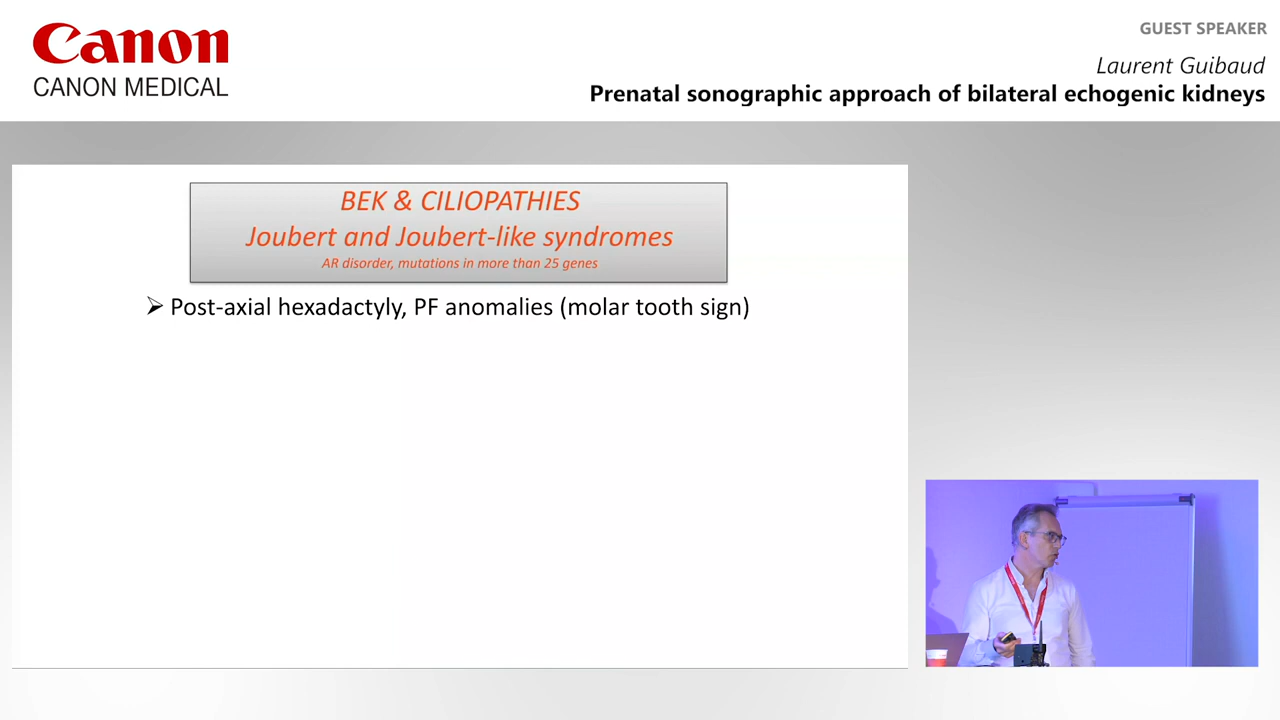 Canon
CANON MEDICAL
GUEST SPEAKER
Laurent Guibaud
Prenatal sonographic approach of bilateral echogenic kidneys
BEK & CILIOPATHIES
Joubert and Joubert-like syndromes
AR disorder, mutations in more than 25 genes
➢ Post-axial hexadactyly, PF anomalies (molar tooth sign)